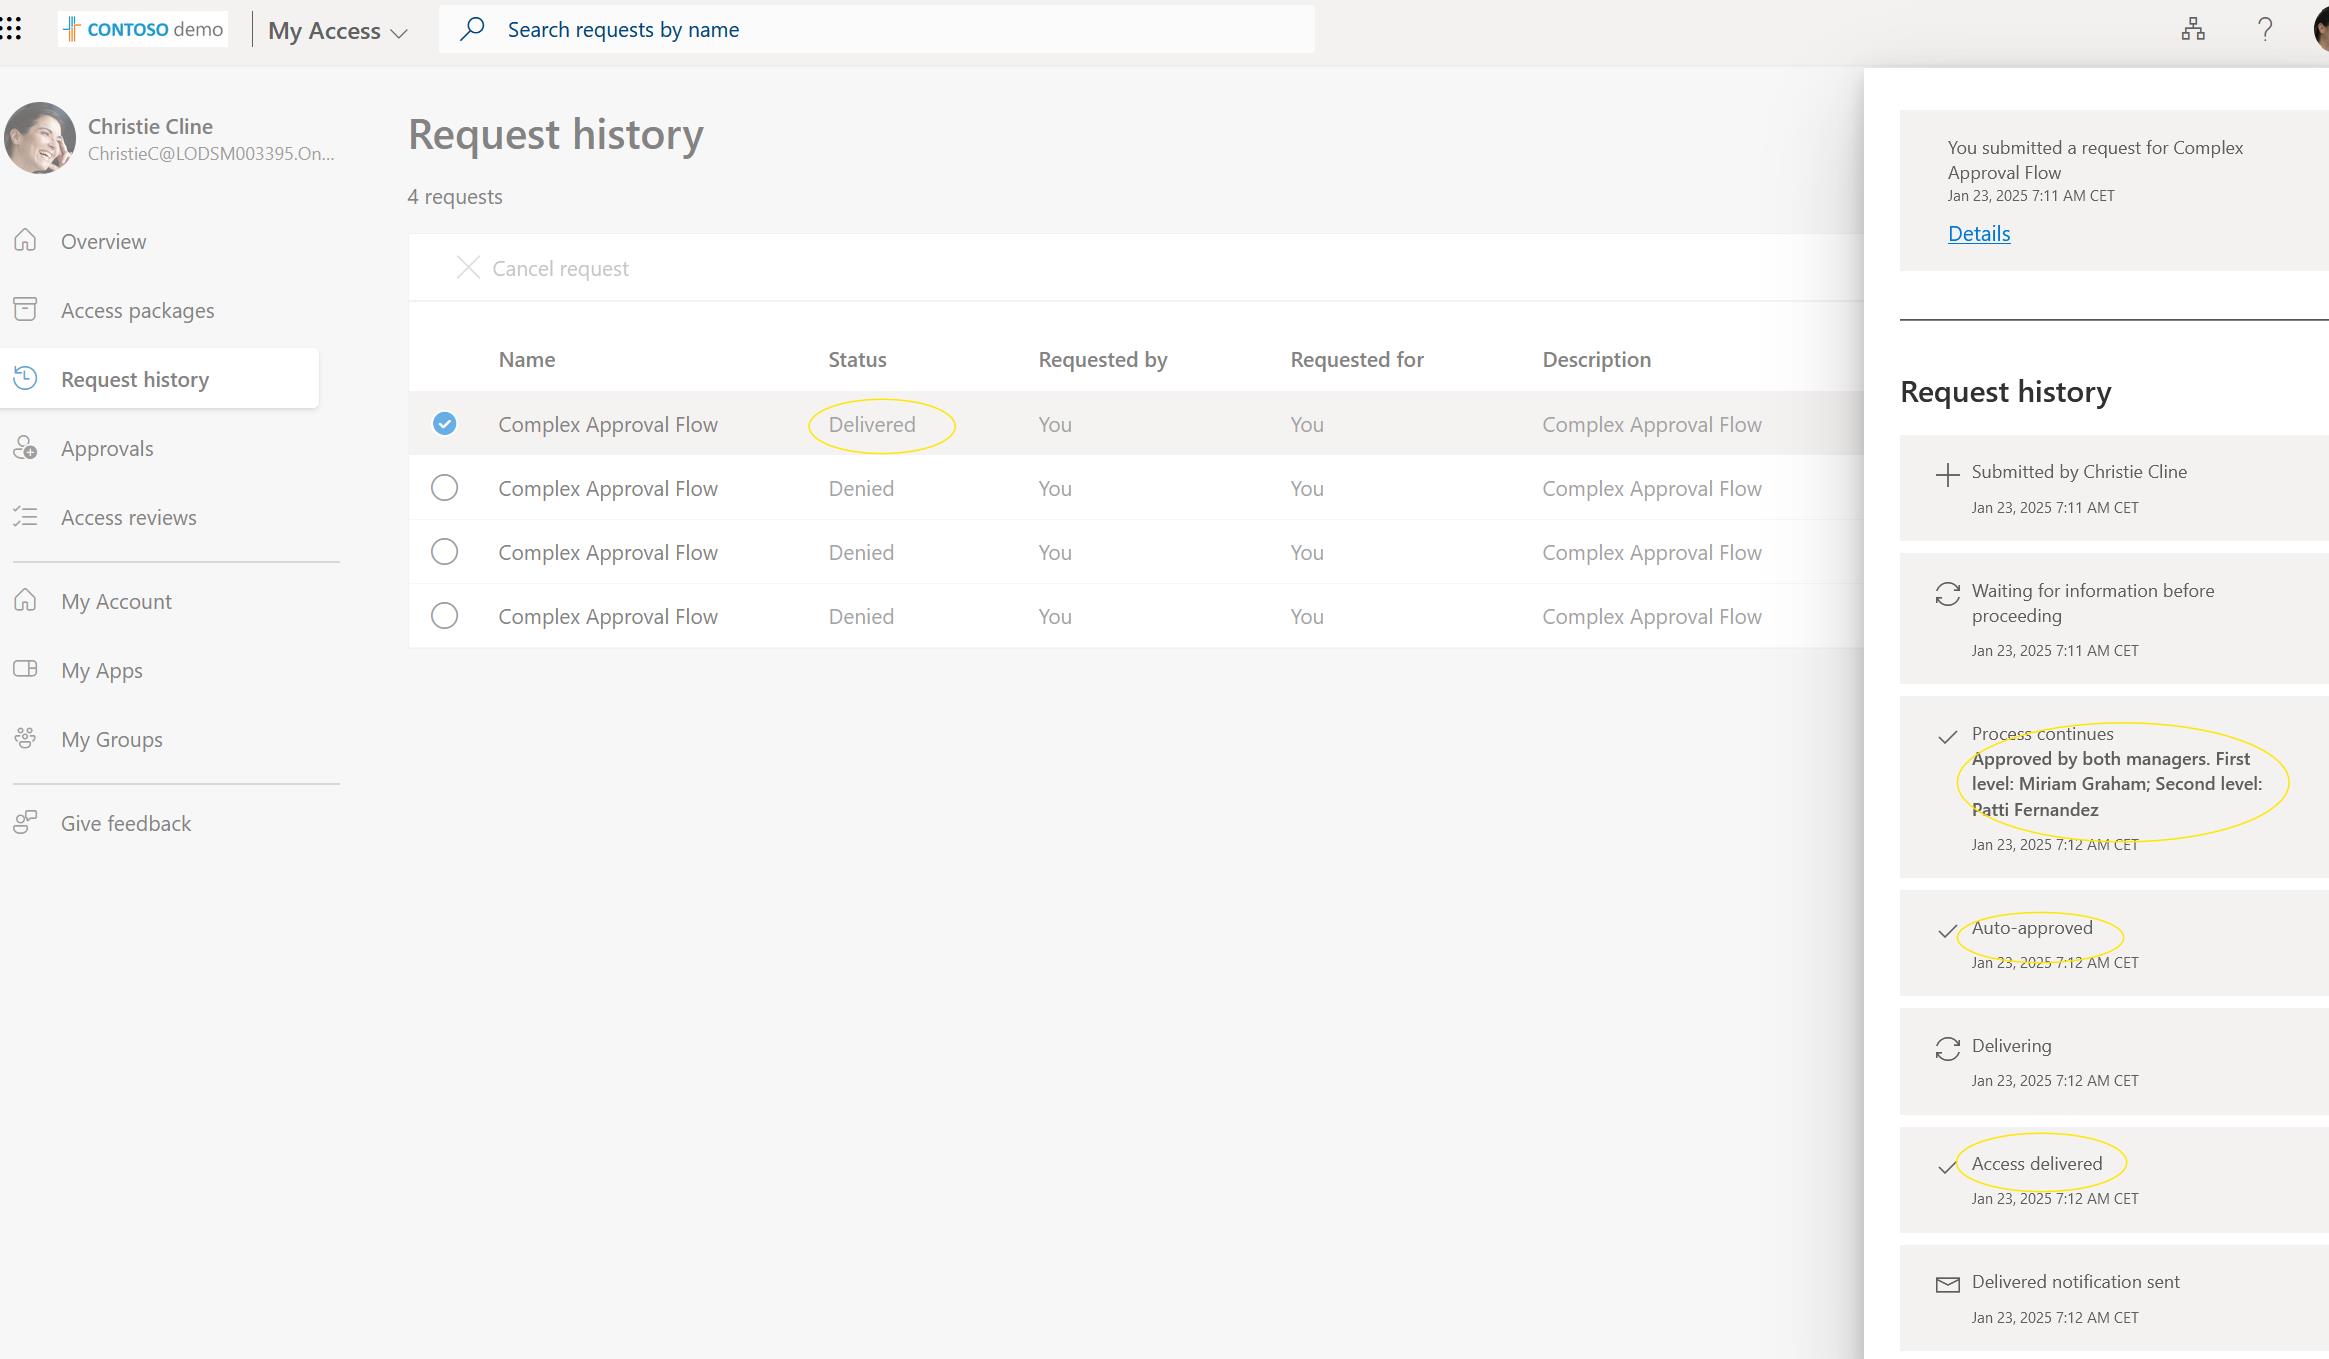 CONTOSO demo
My Access
Search requests by name
Christie Cline
ChristieC@LODSM003395.On...
Overview
Access packages
Request history
Approvals
Access reviews
My Account
My Apps
My Groups
Give feedback
Request history
4 requests
Cancel request
Name Status Requested by Requested for Description
Complex Approval Flow Delivered You You Complex Approval Flow
Complex Approval Flow Denied You You Complex Approval Flow
Complex Approval Flow Denied You You Complex Approval Flow
Complex Approval Flow Denied You You Complex Approval Flow
You submitted a request for Complex
Approval Flow
Jan 23, 2025 7:11 AM CET
Details
Request history
Submitted by Christie Cline
Jan 23, 2025 7:11 AM CET
Waiting for information before
proceeding
Jan 23, 2025 7:11 AM CET
Process continues
Approved by both managers. First
level: Miriam Graham; Second level:
Patti Fernandez
Jan 23, 2025 7:12 AM CET
Auto-approved
Jan 23, 2025 7:12 AM CET
Delivering
Jan 23, 2025 7:12 AM CET
Access delivered
Jan 23, 2025 7:12 AM CET
Delivered notification sent
Jan 23, 2025 7:12 AM CET